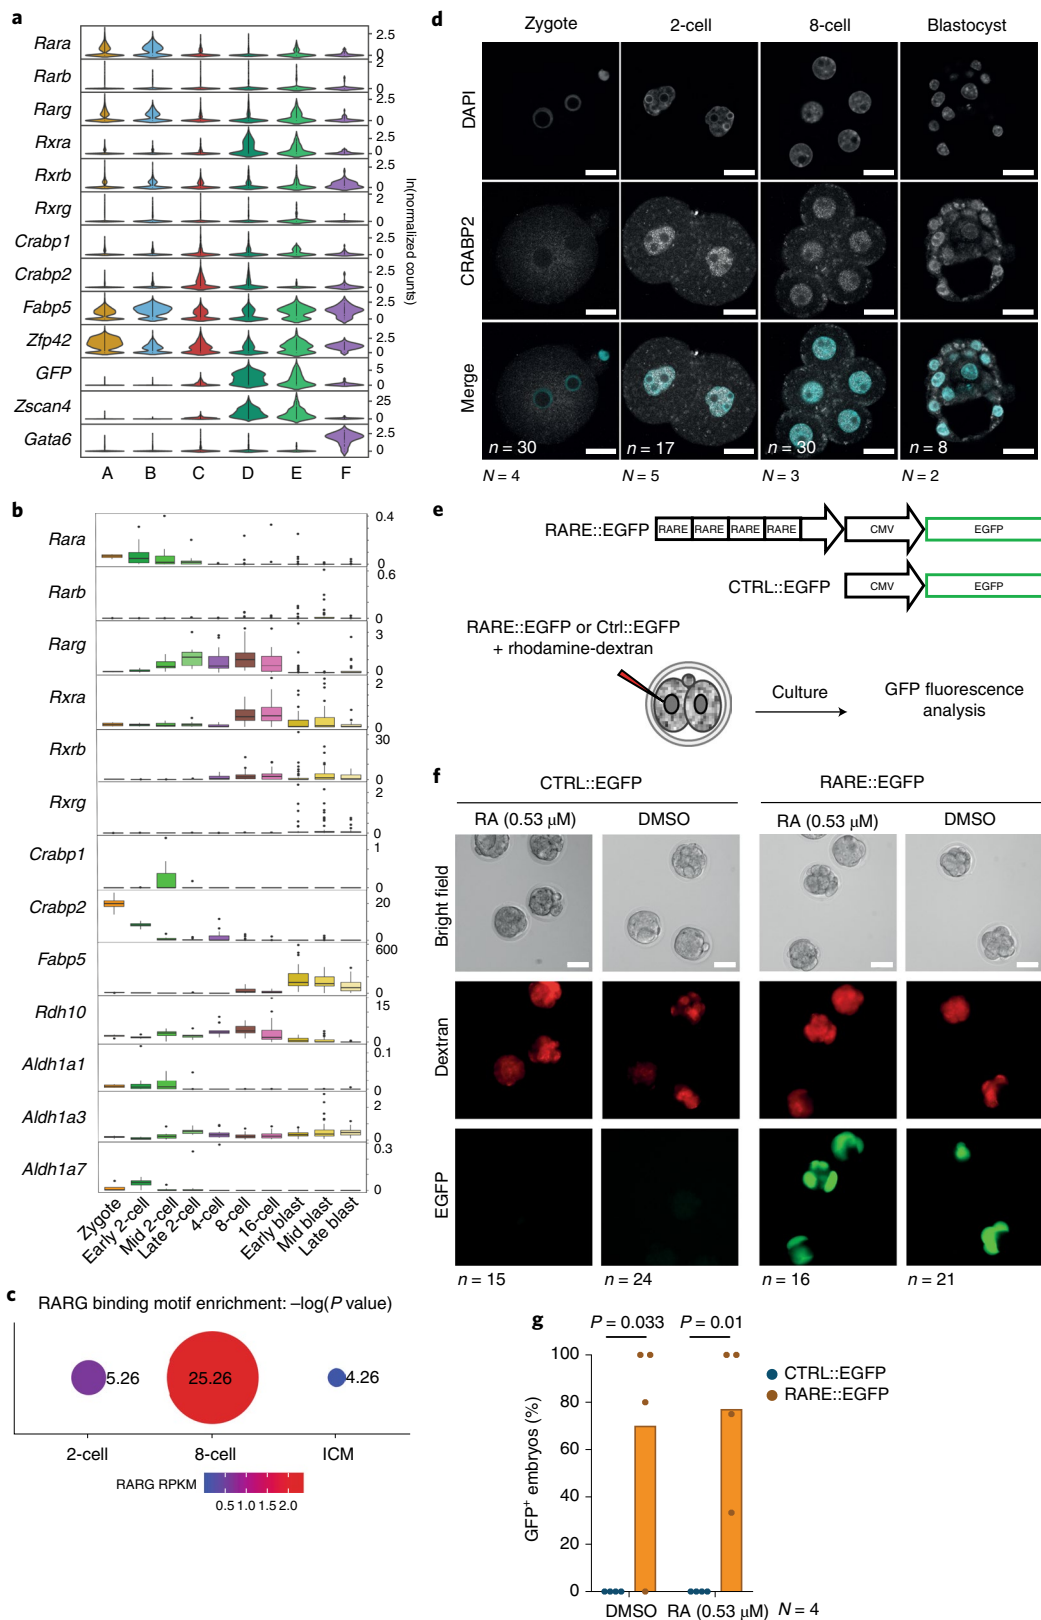 a
Rara
2.5
0
Rarb
2
0
Rarg
2.5
0
Rxra
2.5
0
Rxrb
2.5
0
Rxrg
2
0
Crabp1
2.5
0
Crabp2
2.5
0
Fabp5
2.5
0
Zfp42
2.5
0
GFP
5
0
Zscan4
25
0
Gata6
2.5
0
ln(normalized counts)
A B C D E F
b
Rara
0.4
0
Rarb
0.6
0
Rarg
3
0
Rxra
2
0
Rxrb
30
0
Rxrg
2
0
Crabp1
1
0
Crabp2
20
0
Fabp5
600
0
Rdh10
15
0
Aldh1a1
0.1
0
Aldh1a3
2
0
Aldh1a7
0.3
0
Zygote
Early 2-cell
Mid 2-cell
Late 2-cell
4-cell
8-cell
16-cell
Early blast
Mid blast
Late blast
c
RARG binding motif enrichment: –log(P value)
5.26
25.26
4.26
2-cell 8-cell ICM
RARG RPKM
0.5 1.0 1.5 2.0
d
Zygote 2-cell 8-cell Blastocyst
DAPI
CRABP2
Merge
n = 30 n = 17 n = 30 n = 8
N = 4 N = 5 N = 3 N = 2
e
RARE::EGFP
RARE RARE RARE RARE CMV EGFP
CTRL::EGFP
CMV EGFP
RARE::EGFP or Ctrl::EGFP
+ rhodamine-dextran
Culture
GFP fluorescence
analysis
f
CTRL::EGFP RARE::EGFP
RA (0.53 μM) DMSO RA (0.53 μM) DMSO
Bright field
Dextran
EGFP
n = 15 n = 24 n = 16 n = 21
g
P = 0.033 P = 0.01
GFP+ embryos (%)
100
80
60
40
20
0
CTRL::EGFP
RARE::EGFP
DMSO RA (0.53 μM) N = 4